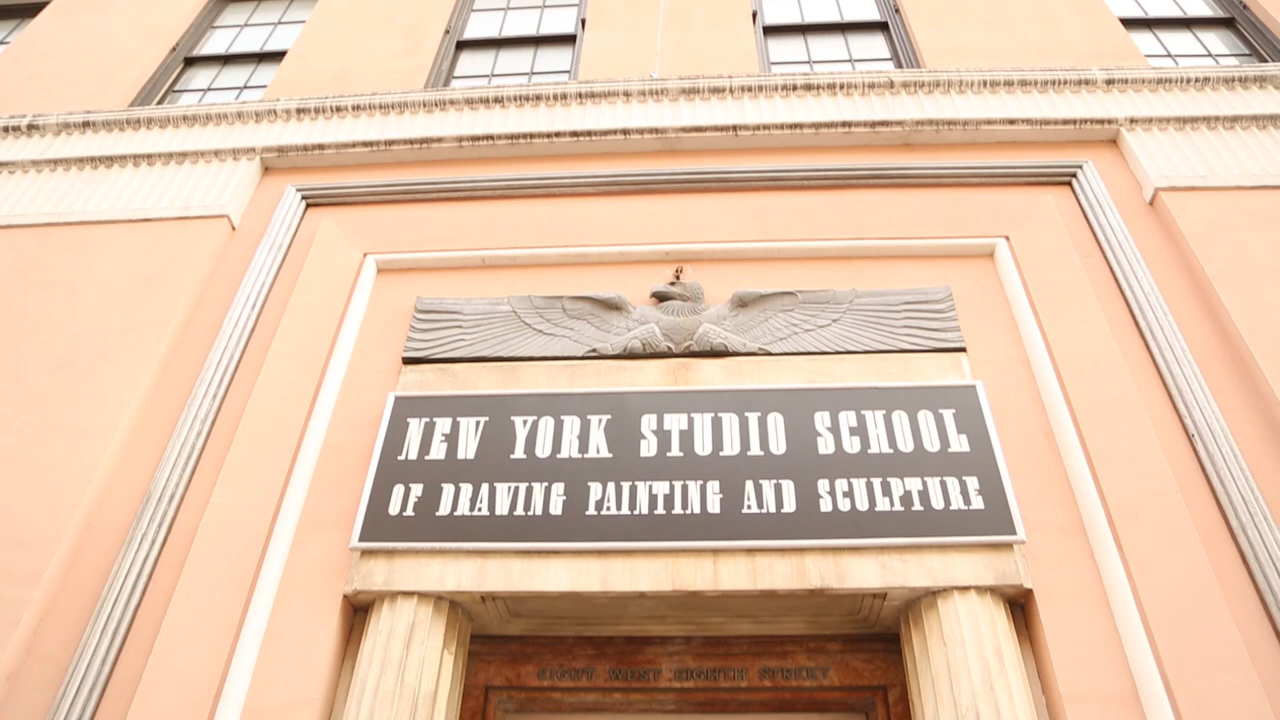 NEW YORK STUDIO SCHOOL
OF DRAWING PAINTING AND SCULPTURE
EIGHT WEST EIGHTH STREET